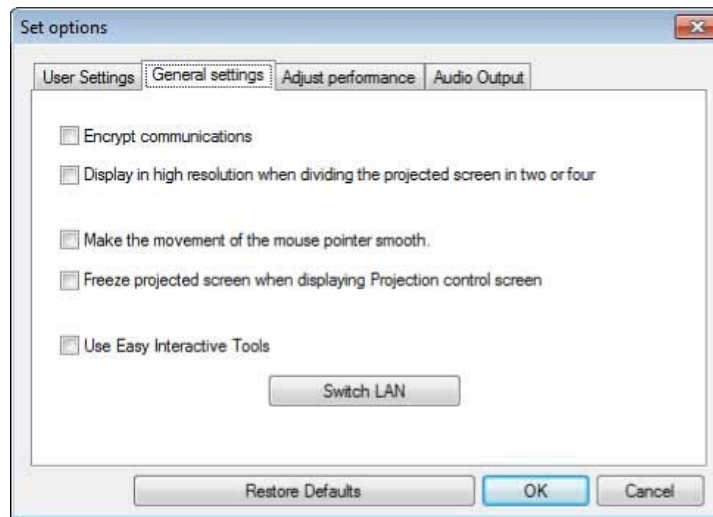 Set options
User Settings General settings Adjust performance Audio Output
Encrypt communications
Display in high resolution when dividing the projected screen in two or four
Make the movement of the mouse pointer smooth.
Freeze projected screen when displaying Projection control screen
Use Easy Interactive Tools
Switch LAN
Restore Defaults OK Cancel